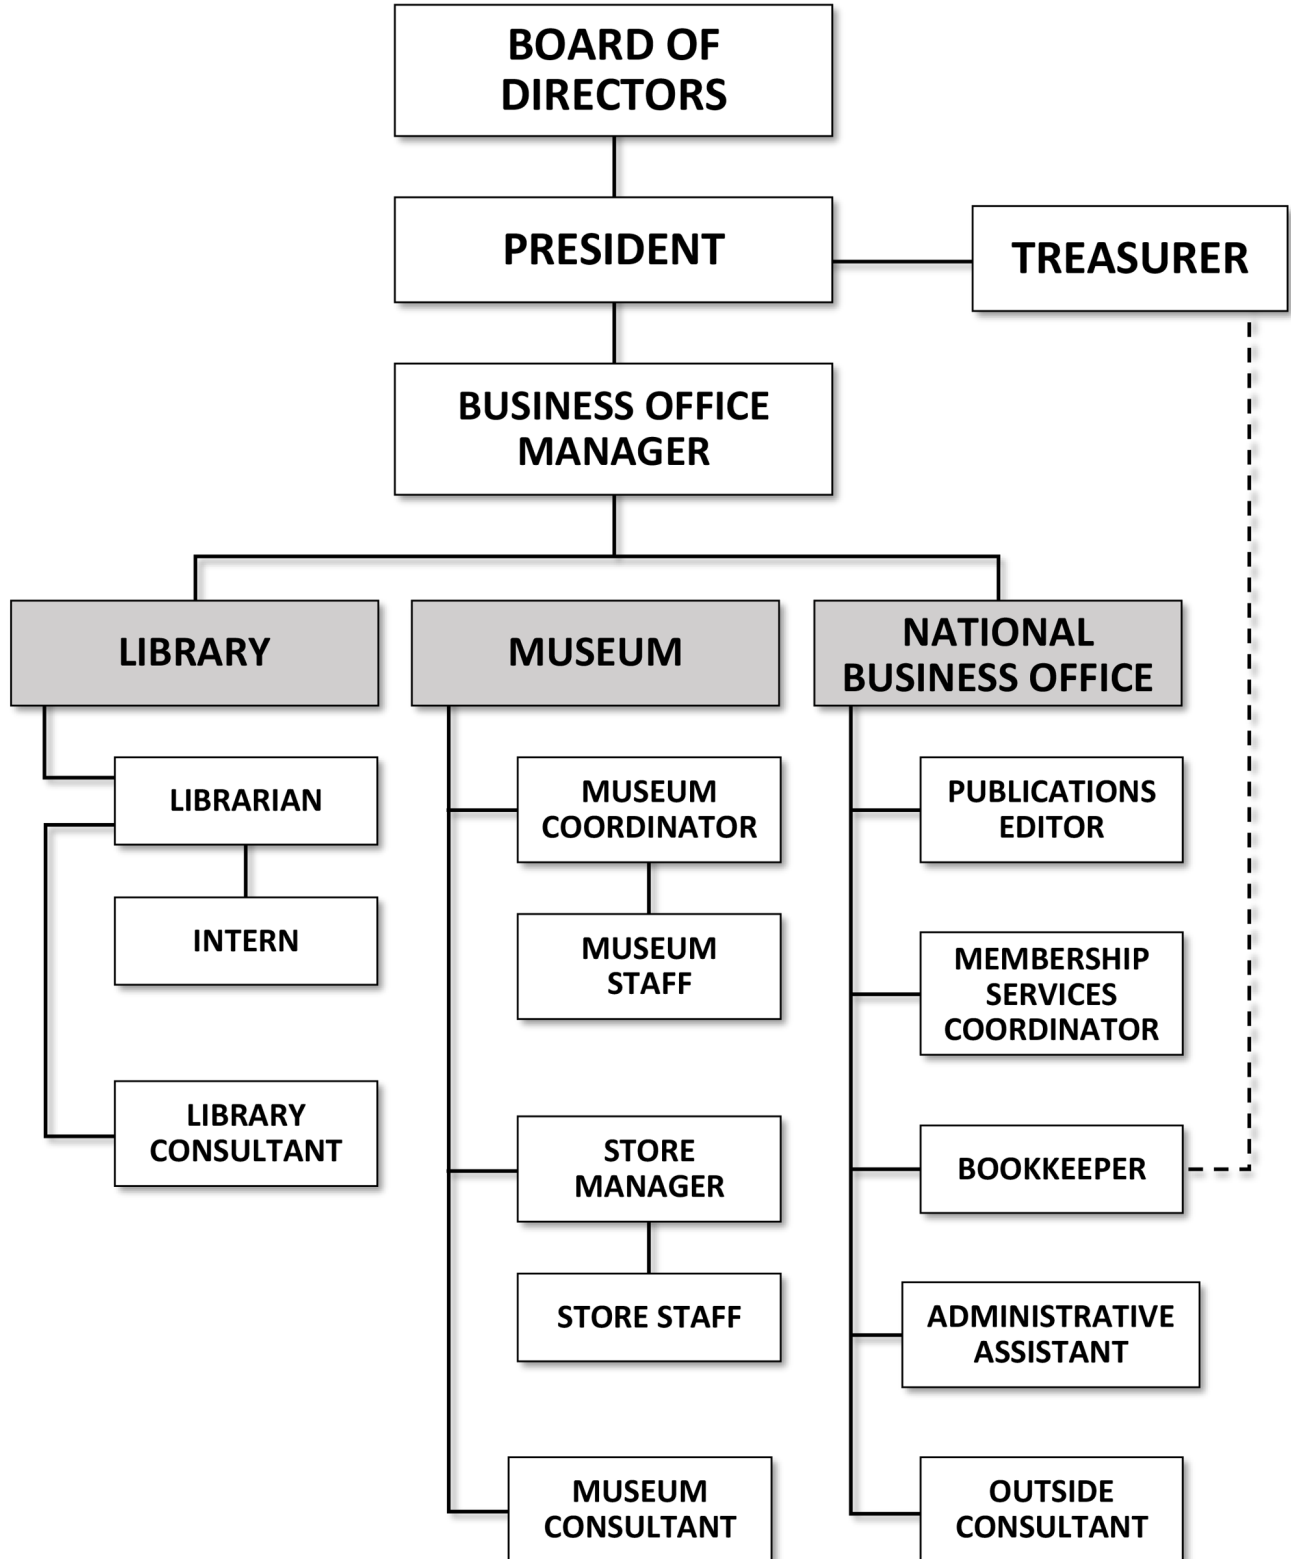 BOARD OF
DIRECTORS
PRESIDENT
TREASURER
BUSINESS OFFICE
MANAGER
LIBRARY
MUSEUM
NATIONAL
BUSINESS OFFICE
LIBRARIAN
INTERN
LIBRARY
CONSULTANT
MUSEUM
COORDINATOR
MUSEUM
STAFF
STORE
MANAGER
STORE STAFF
MUSEUM
CONSULTANT
PUBLICATIONS
EDITOR
MEMBERSHIP
SERVICES
COORDINATOR
BOOKKEEPER
ADMINISTRATIVE
ASSISTANT
OUTSIDE
CONSULTANT